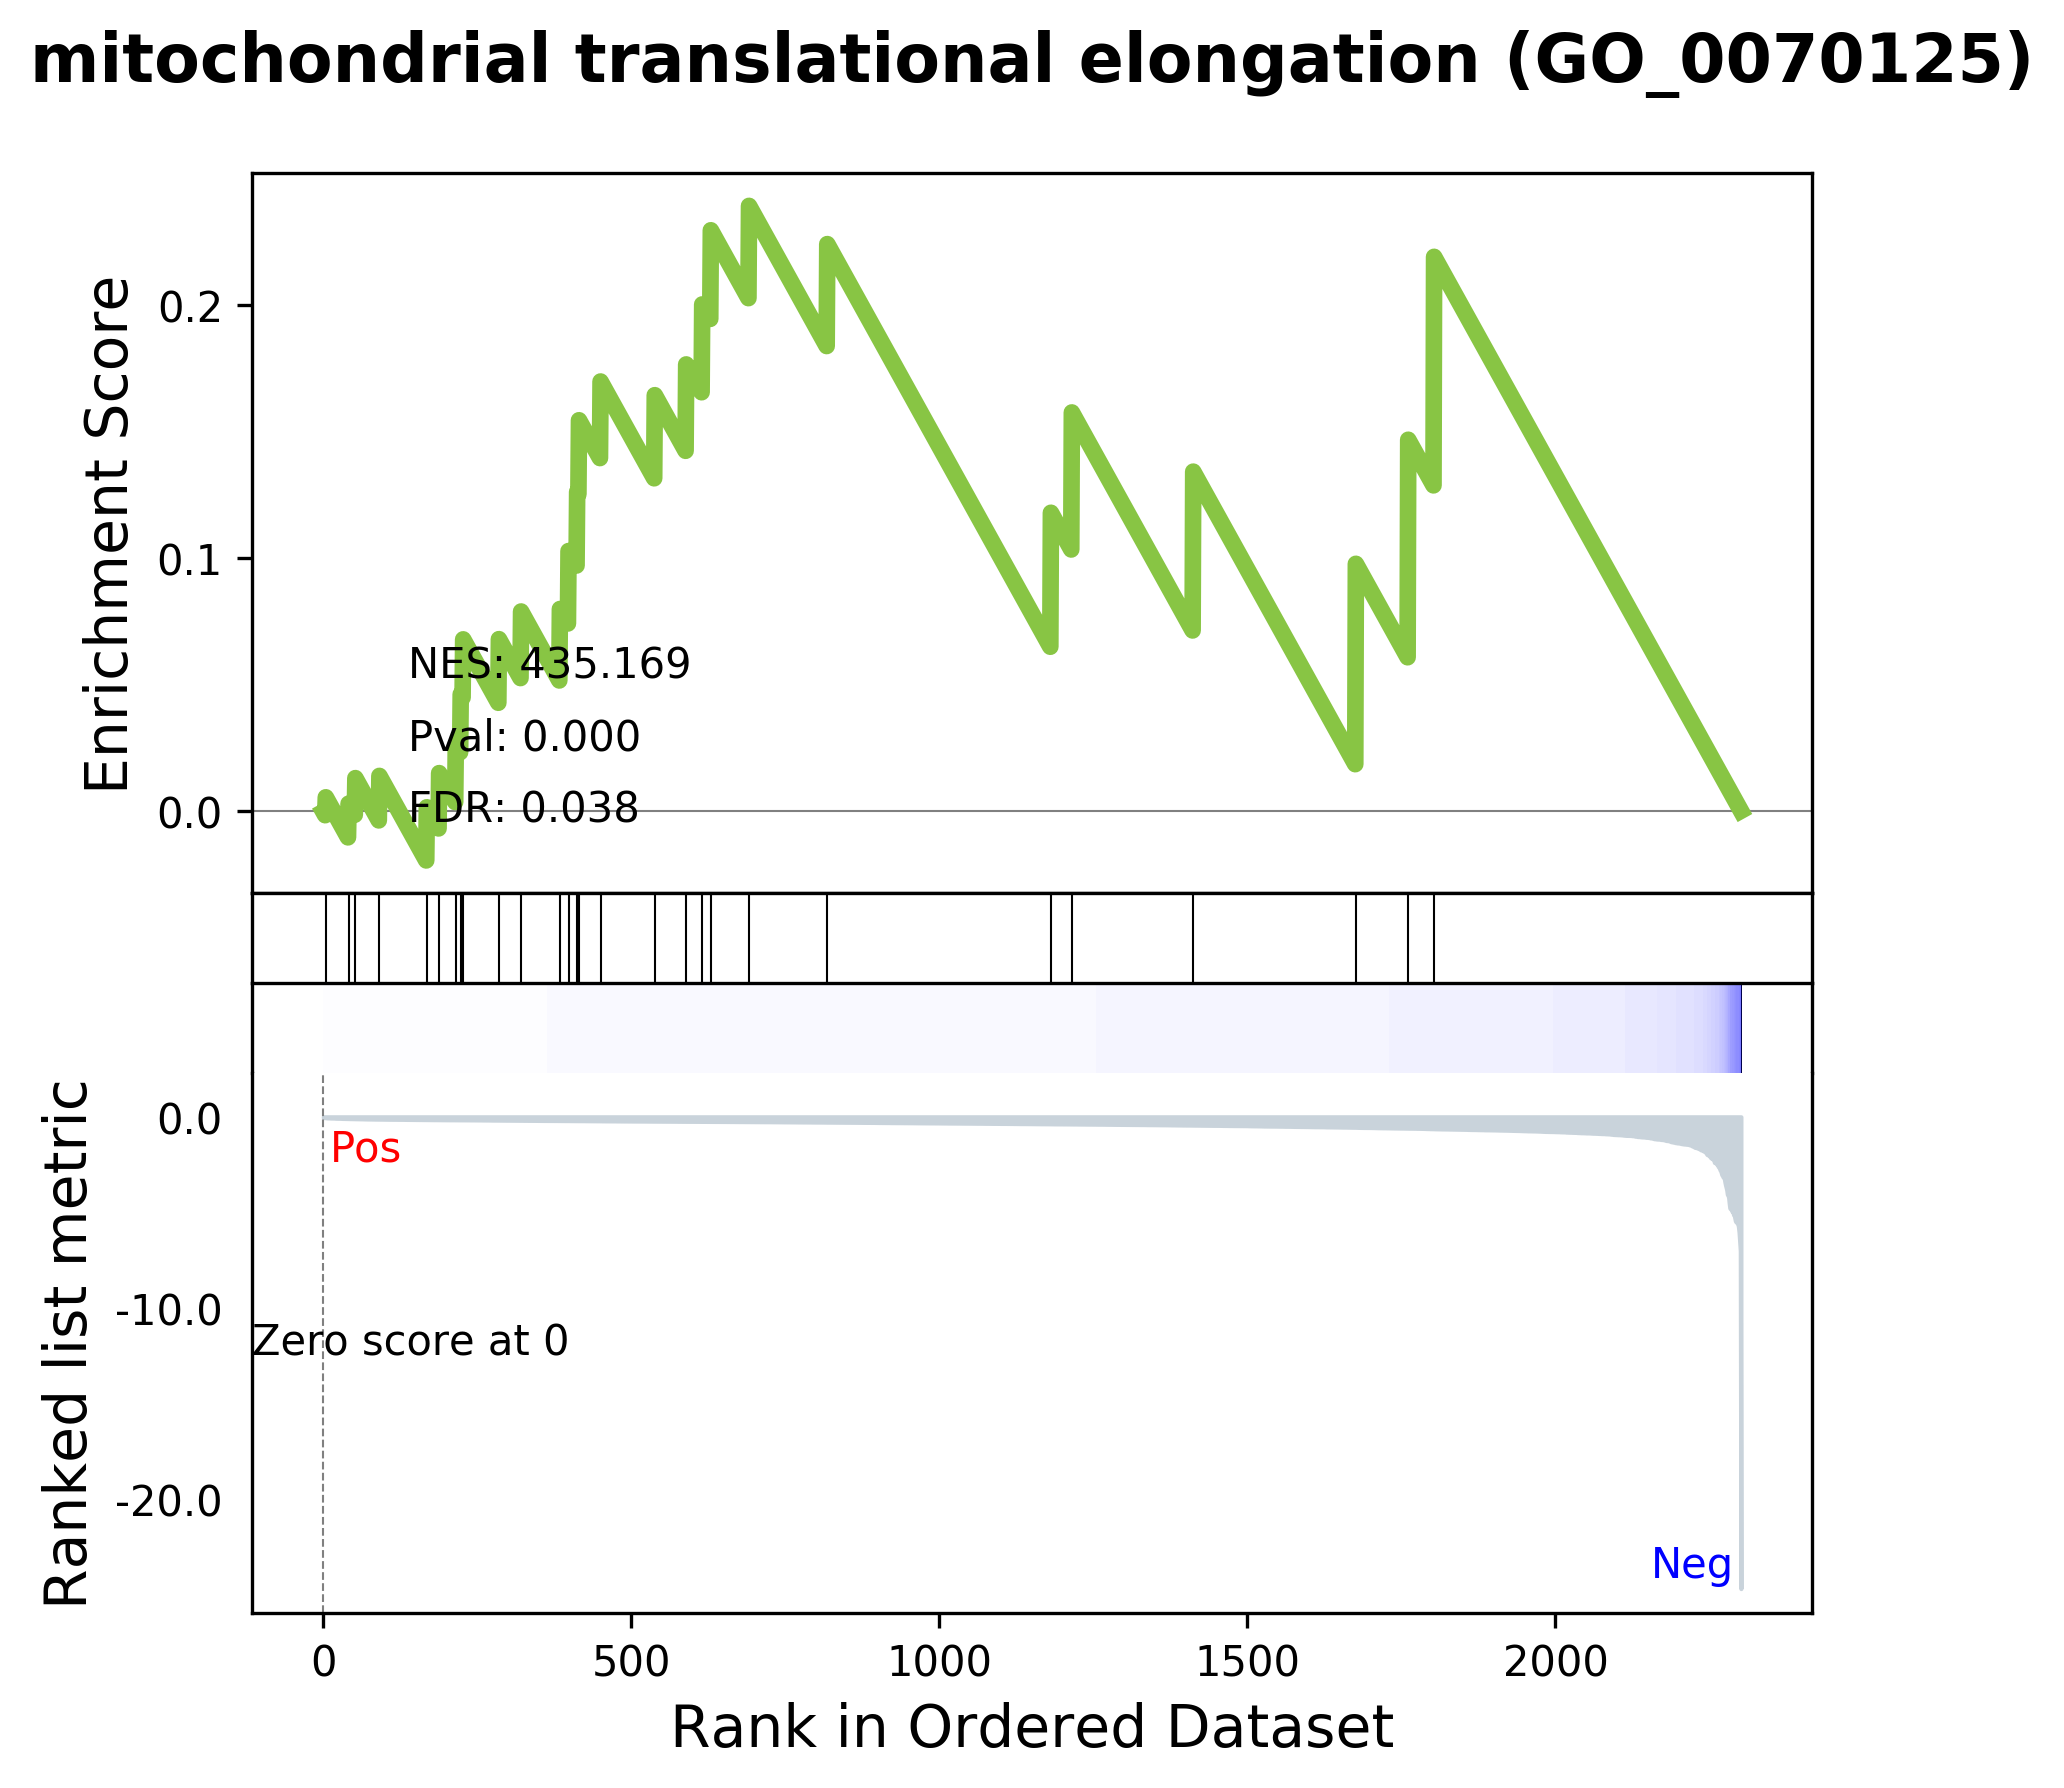 mitochondrial translational elongation (GO_0070125)
Enrichment Score
0.2
0.1
0.0
NES: 435.169
Pval: 0.000
FDR: 0.038
Ranked list metric
0.0
-10.0
-20.0
Pos
Zero score at 0
Neg
0 500 1000 1500 2000
Rank in Ordered Dataset